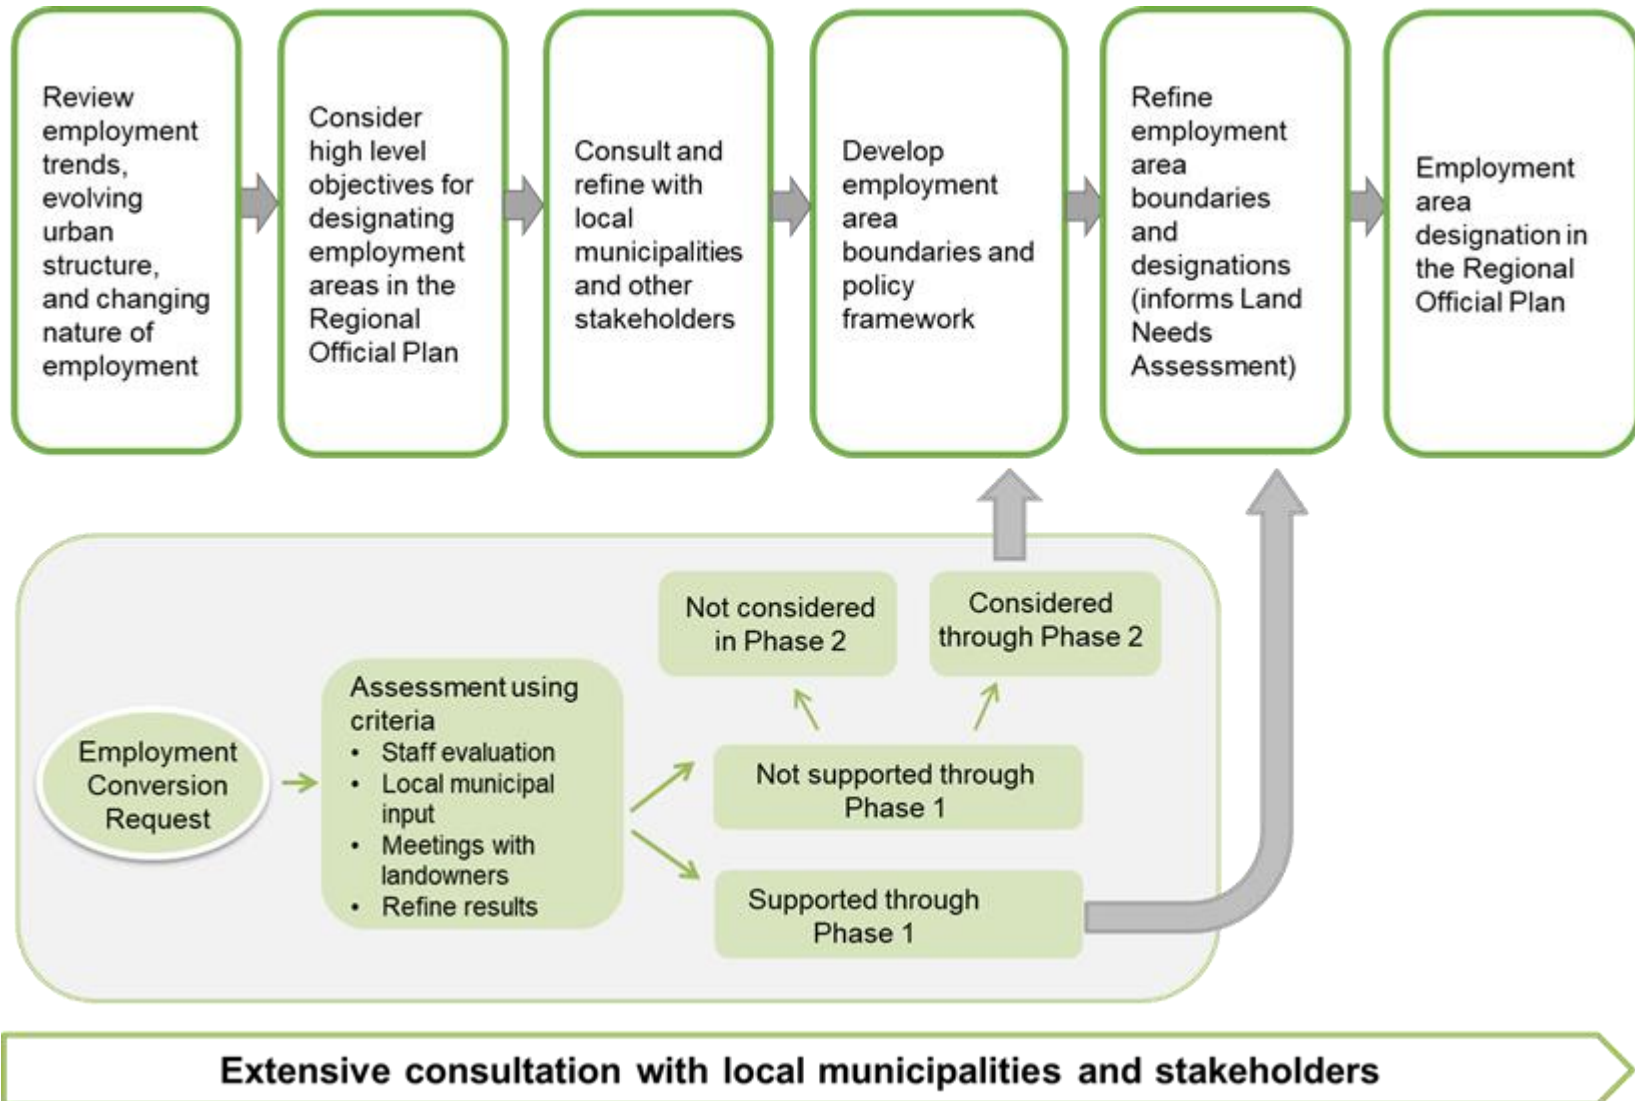 Review
employment
trends,
evolving
urban
structure,
and changing
nature of
employment
Consider
high level
objectives for
designating
employment
areas in the
Regional
Official Plan
Consult and
refine with
local
municipalities
and other
stakeholders
Develop
employment
area
boundaries and
policy
framework
Refine
employment
area
boundaries
and
designations
(informs Land
Needs
Assessment)
Employment
area
designation in
the Regional
Official Plan
Employment
Conversion
Request
Assessment using
criteria
• Staff evaluation
• Local municipal
input
• Meetings with
landowners
• Refine results
Not considered
in Phase 2
Considered
through Phase 2
Not supported through
Phase 1
Supported through
Phase 1
Extensive consultation with local municipalities and stakeholders